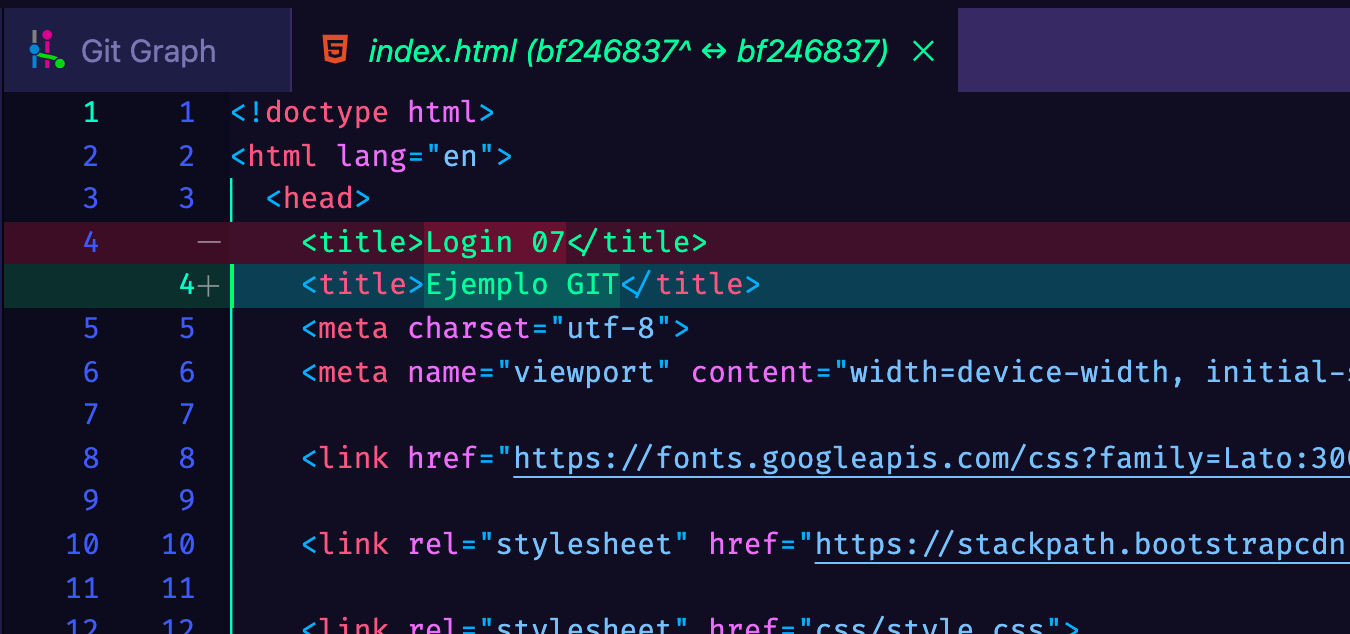 Git Graph index.html (bf246837^ ↔ bf246837) ×
1 1 <!doctype html>
2 2 <html lang="en">
3 3 <head>
4 — <title>Login 07</title>
4+ <title>Ejemplo GIT</title>
5 5 <meta charset="utf-8">
6 6 <meta name="viewport" content="width=device-width, initial-s
7 7
8 8 <link href="https://fonts.googleapis.com/css?family=Lato:300
9 9
10 10 <link rel="stylesheet" href="https://stackpath.bootstrapcdn.
11 11
12 12 <link rel="stylesheet" href="css/style.css">